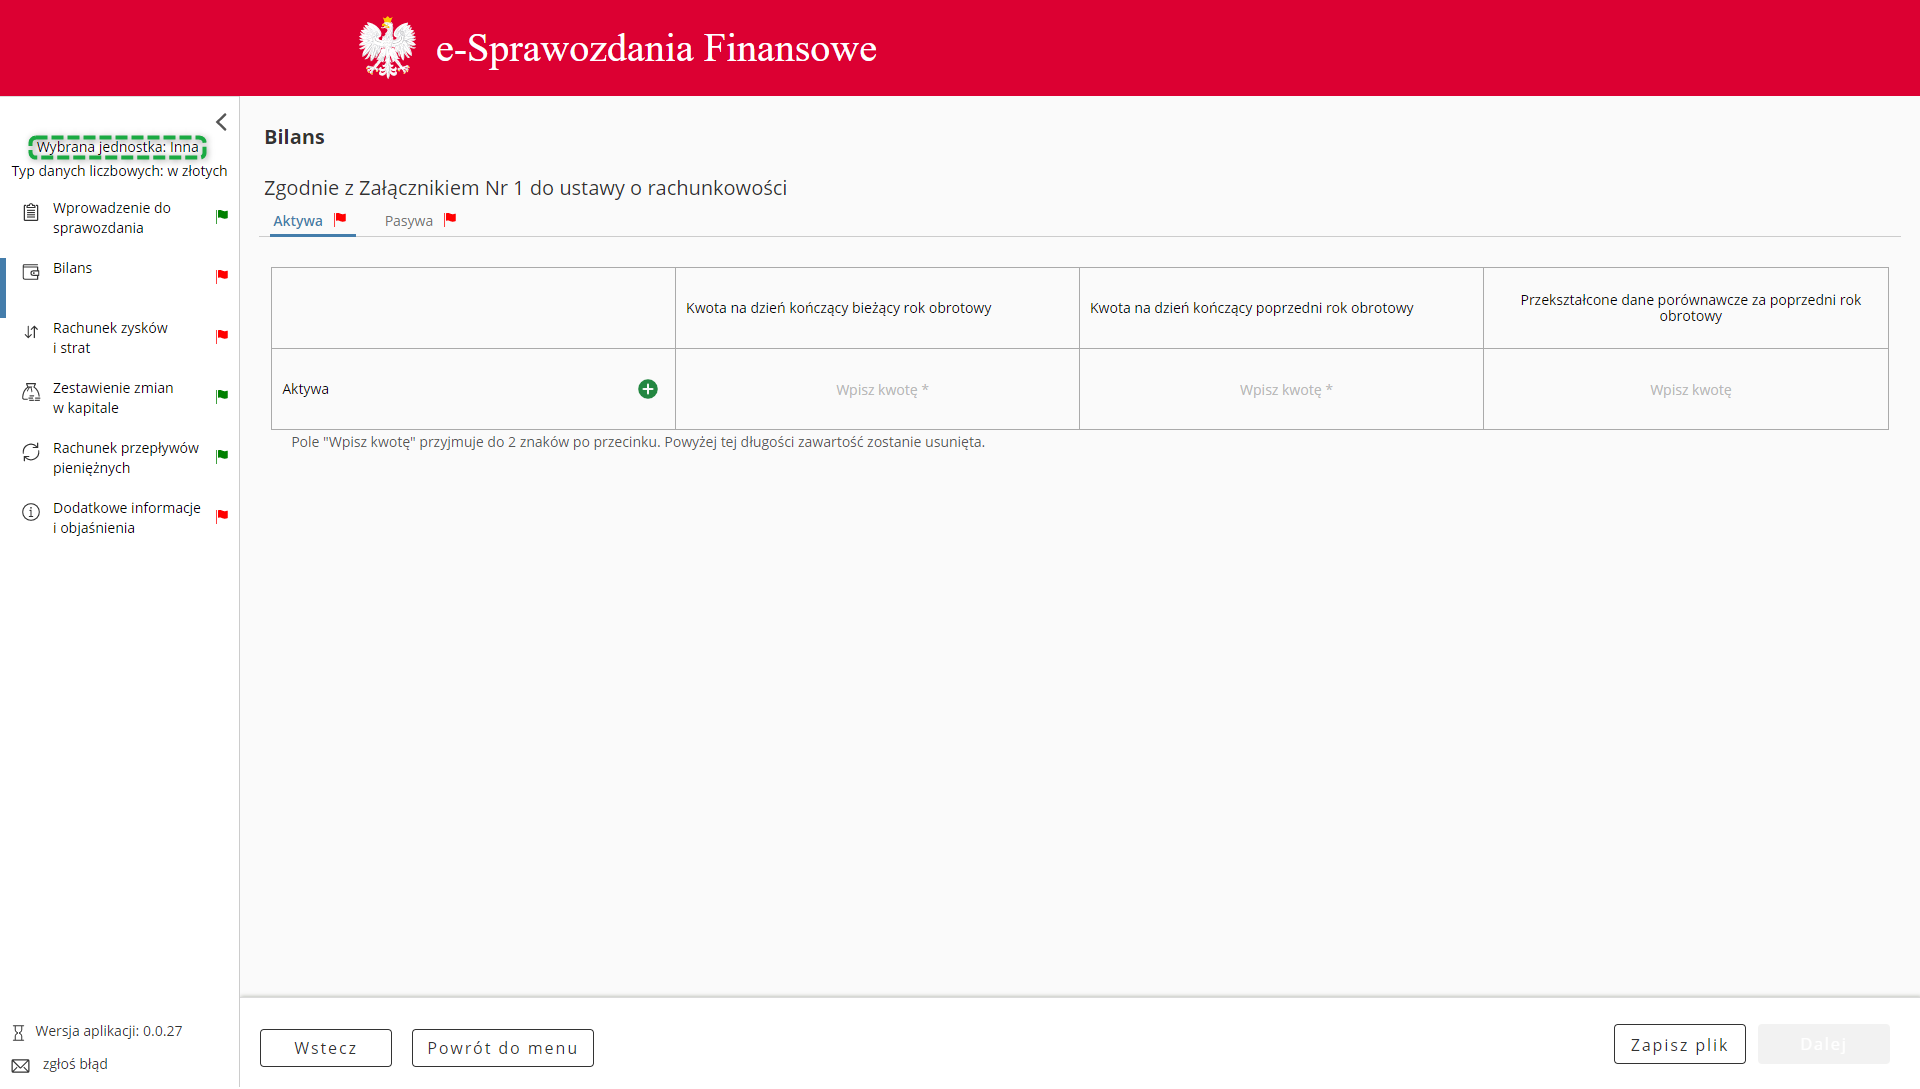 e-Sprawozdania Finansowe
Wybrana jednostka: Inna
Typ danych liczbowych: w złotych
Wprowadzenie do
sprawozdania
Bilans
Rachunek zysków
i strat
Zestawienie zmian
w kapitale
Rachunek przepływów
pieniężnych
Dodatkowe informacje
i objaśnienia
Wersja aplikacji: 0.0.27
zgłoś błąd
Bilans
Zgodnie z Załącznikiem Nr 1 do ustawy o rachunkowości
Aktywa
Pasywa
Kwota na dzień kończący bieżący rok obrotowy
Kwota na dzień kończący poprzedni rok obrotowy
Przekształcone dane porównawcze za poprzedni rok
obrotowy
Aktywa
Wpisz kwotę *
Wpisz kwotę *
Wpisz kwotę
Pole "Wpisz kwotę" przyjmuje do 2 znaków po przecinku. Powyżej tej długości zawartość zostanie usunięta.
Wstecz
Powrót do menu
Zapisz plik
Dalej